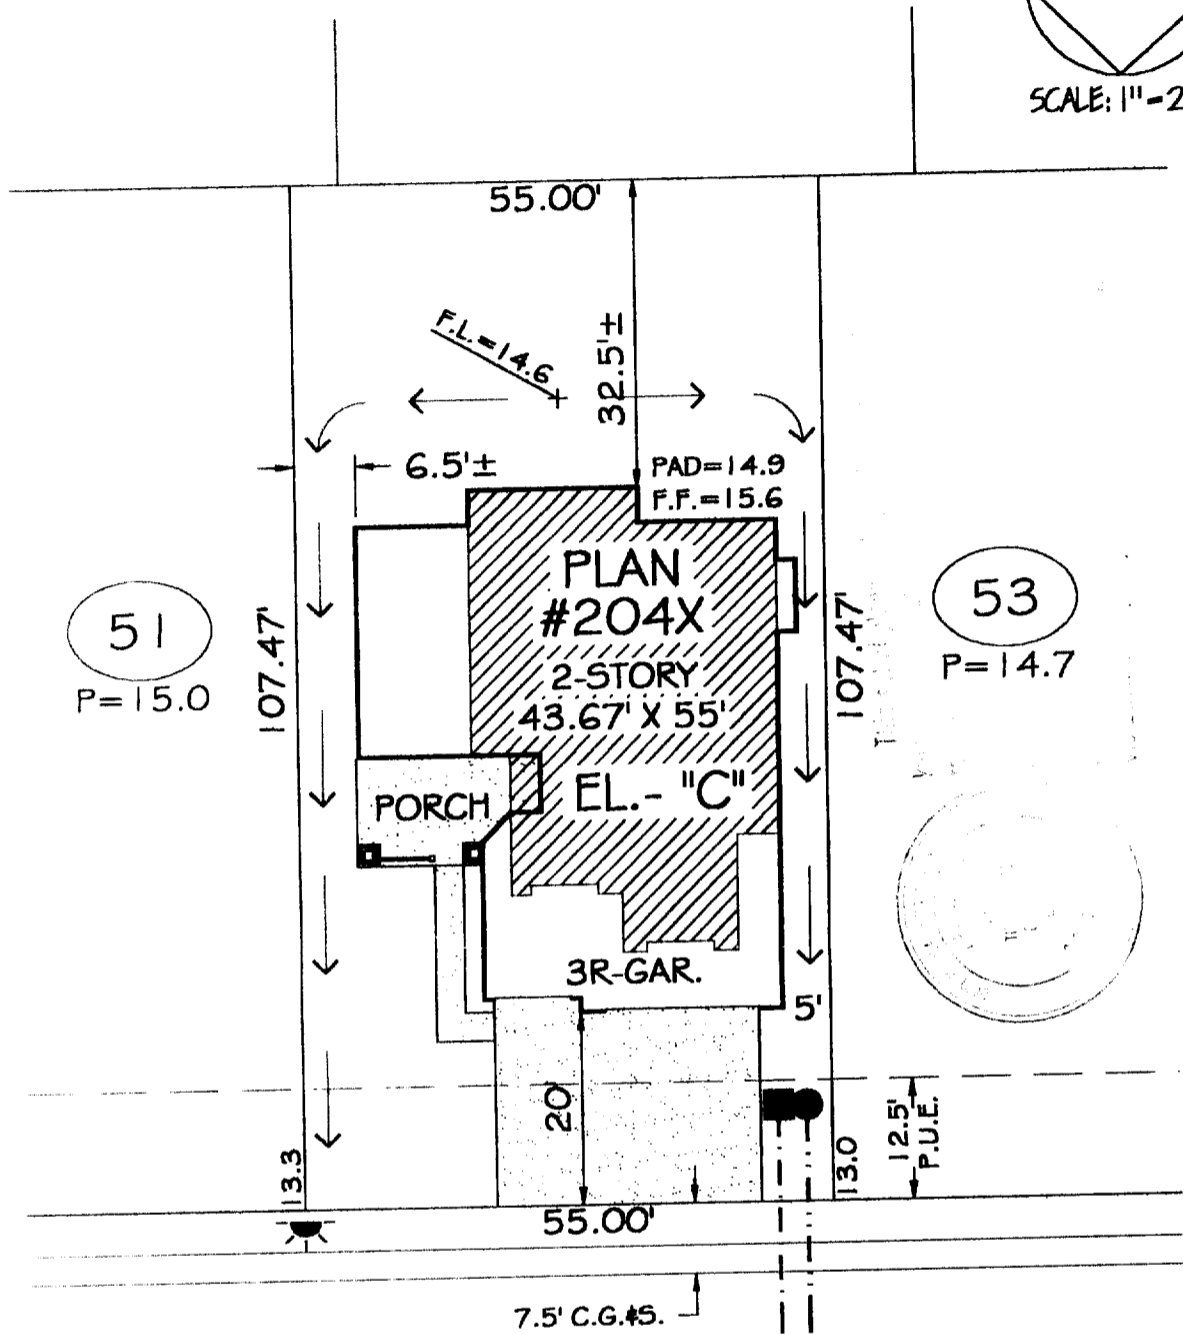 SCALE: 1"-2
55.00'
F.L.=14.6
32.5'±
6.5'±
PAD=14.9
F.F.=15.6
PLAN
#204X
2-STORY
43.67' X 55'
EL.- "C"
51
P=15.0
107.47'
107.47'
53
P=14.7
PORCH
3R-GAR.
5'
20'
12.5'
P.U.E.
13.3
13.0
55.00'
7.5' C.G.&S.